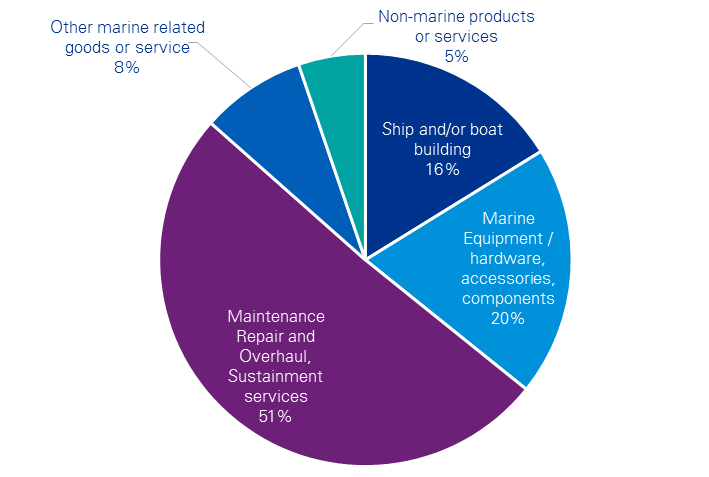 Other marine related
goods or service
8%
Non-marine products
or services
5%
Ship and/or boat
building
16%
Marine
Equipment /
hardware,
accessories,
components
20%
Maintenance
Repair and
Overhaul,
Sustainment
services
51%